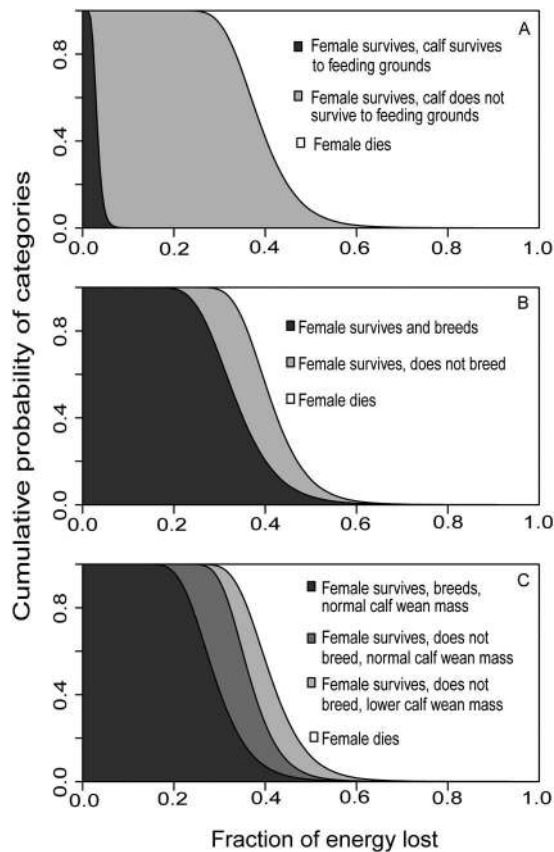 Cumulative probability of categories
A
0.8
0.4
0.0
Female survives, calf survives
to feeding grounds
Female survives, calf does not
survive to feeding grounds
Female dies
0.0 0.2 0.4 0.6 0.8 1.0
B
0.8
0.4
0.0
Female survives and breeds
Female survives, does not breed
Female dies
0.0 0.2 0.4 0.6 0.8 1.0
C
0.8
0.4
0.0
Female survives, breeds,
normal calf wean mass
Female survives, does not
breed, normal calf wean mass
Female survives, does not
breed, lower calf wean mass
Female dies
0.0 0.2 0.4 0.6 0.8 1.0
Fraction of energy lost